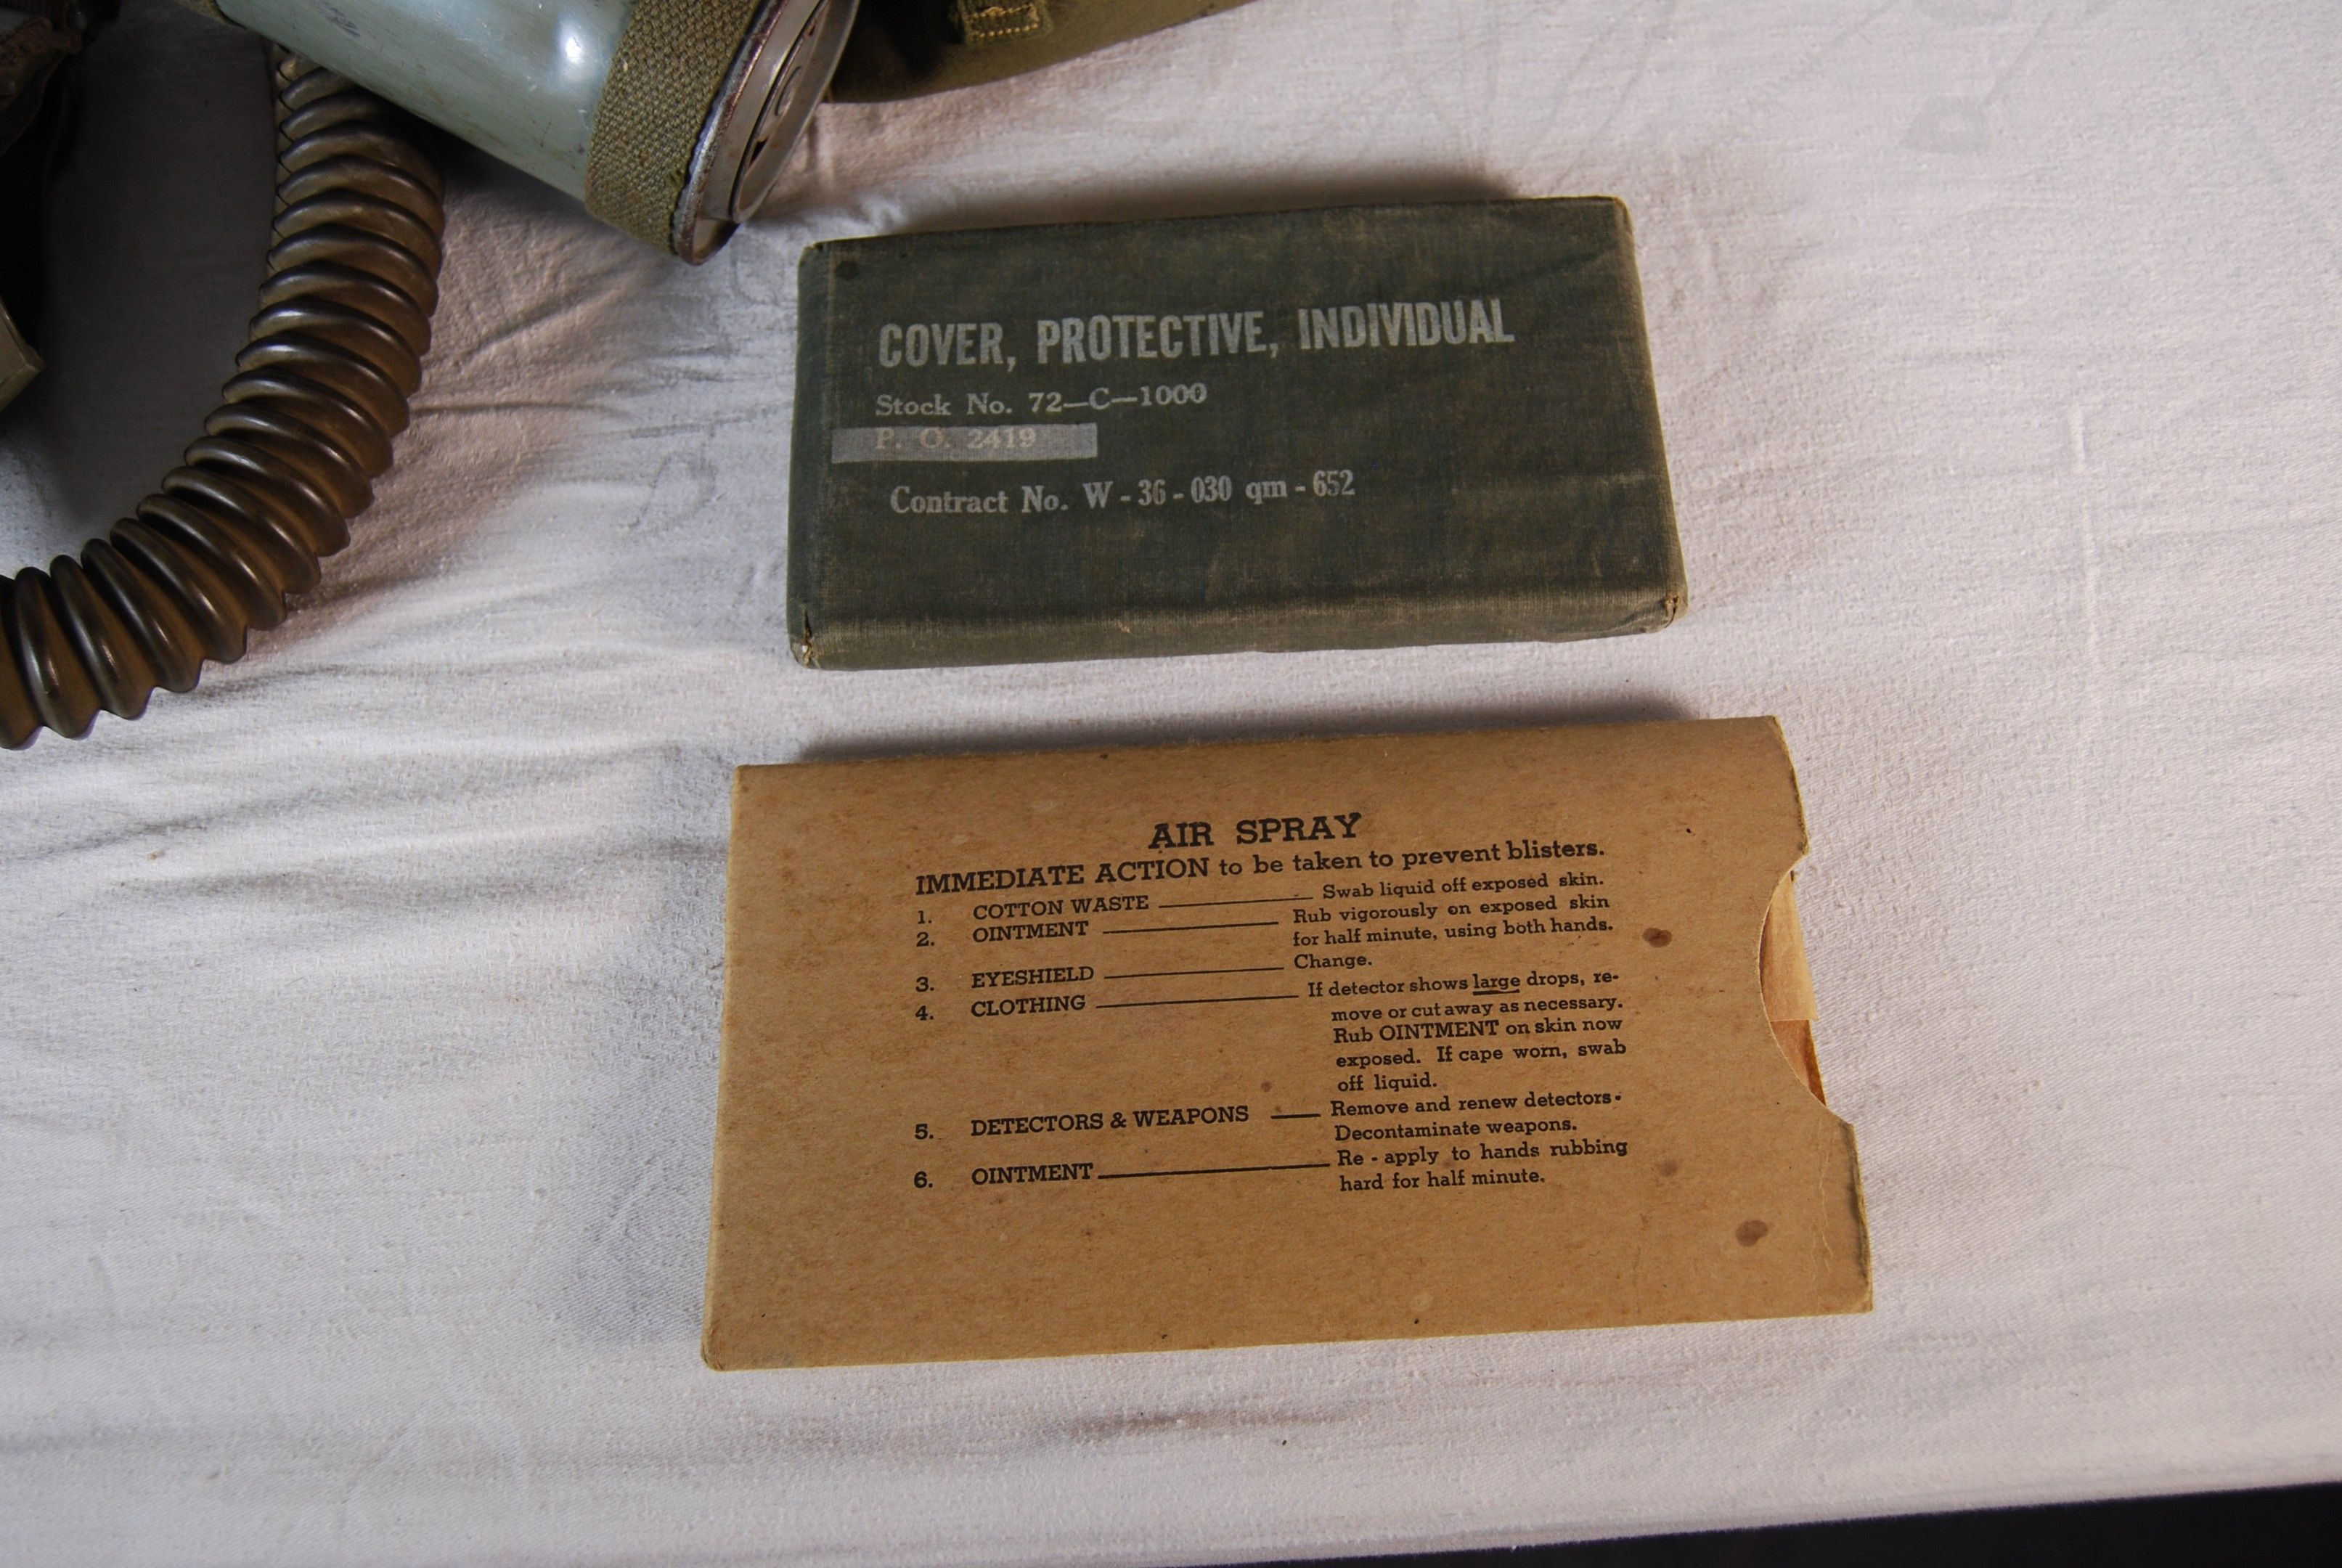 COVER, PROTECTIVE, INDIVIDUAL
Stock No. 72—C—1000
P. O. 2419
Contract No. W - 36 - 030 qm - 652
AIR SPRAY
IMMEDIATE ACTION to be taken to prevent blisters.
1. COTTON WASTE ———— Swab liquid off exposed skin.
2. OINTMENT ———— Rub vigorously on exposed skin
for half minute, using both hands.
3. EYESHIELD ———— Change.
4. CLOTHING ———— If detector shows large drops, re-
move or cut away as necessary.
Rub OINTMENT on skin now
exposed. If cape worn, swab
off liquid.
5. DETECTORS & WEAPONS —— Remove and renew detectors.
Decontaminate weapons.
6. OINTMENT ———— Re - apply to hands rubbing
hard for half minute.